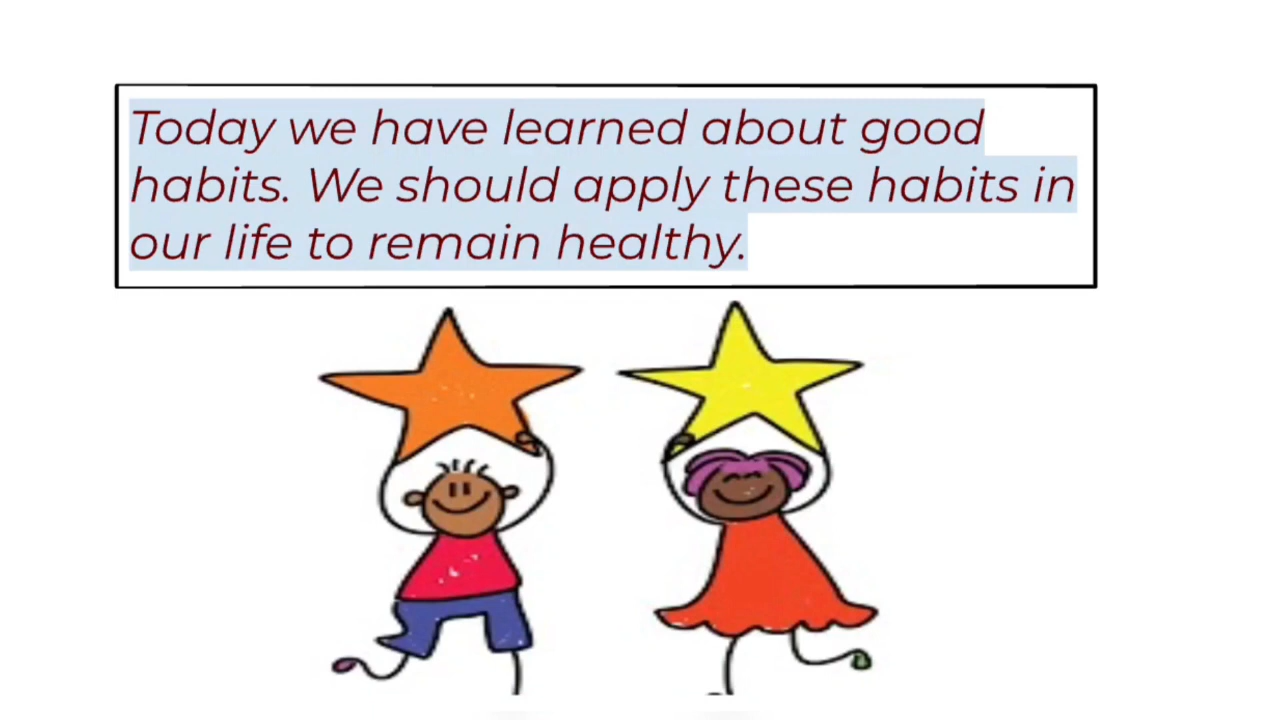 Today we have learned about good
habits. We should apply these habits in
our life to remain healthy.